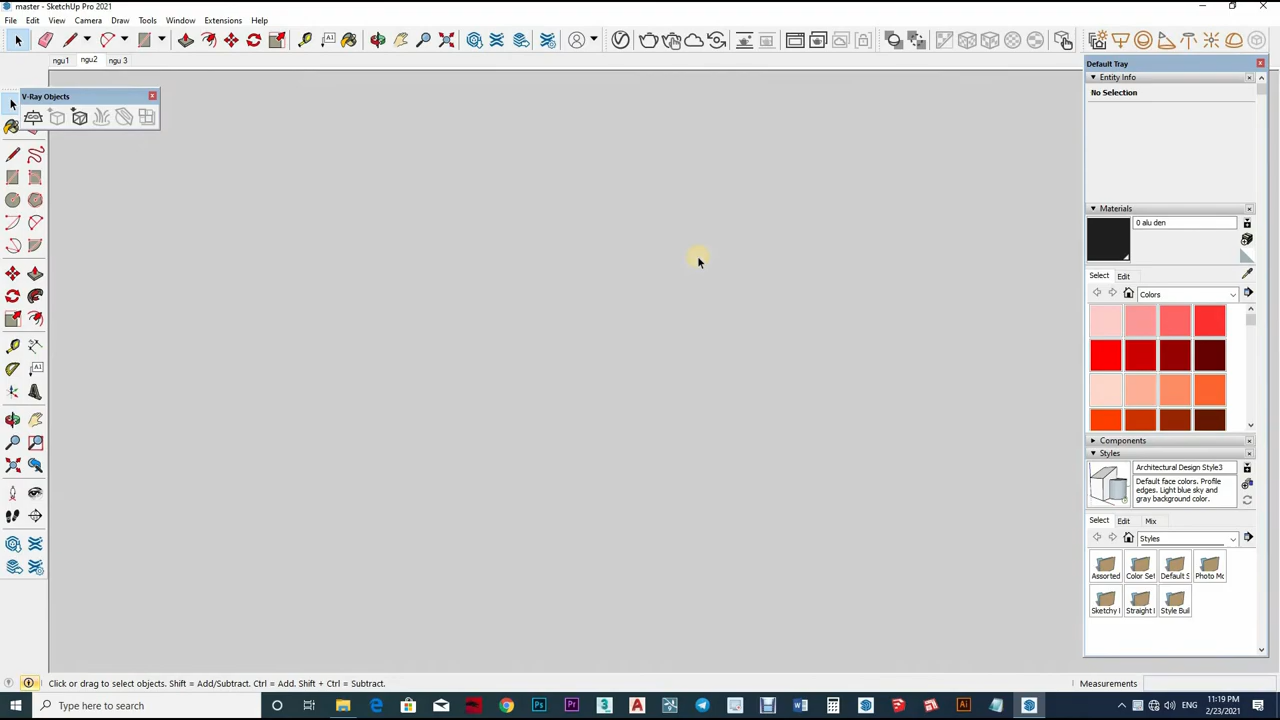 master - SketchUp Pro 2021
File Edit View Camera Draw Tools Window Extensions Help
ngu1 ngu2 ngu 3
V-Ray Objects
Default Tray
Entity Info
No Selection
Materials
0 alu den
Select Edit
Colors
Components
Styles
Architectural Design Style3
Default face colors. Profile
edges. Light blue sky and
gray background color.
Select Edit Mix
Styles
Assorted Color Set Default S Photo Mo
Sketchy I Straight I Style Buil
Click or drag to select objects. Shift = Add/Subtract. Ctrl = Add. Shift + Ctrl = Subtract.
Measurements
Type here to search
ENG
11:19 PM
2/23/2021